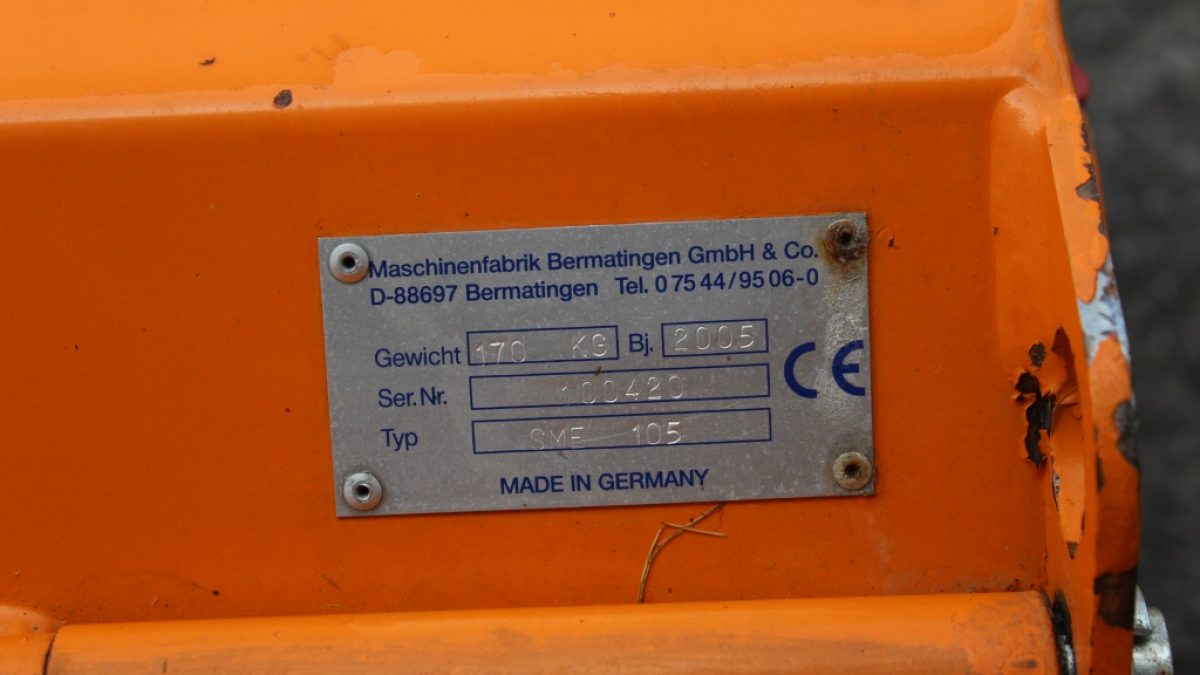 Maschinenfabrik Bermatingen GmbH & Co.
D-88697 Bermatingen Tel. 0 75 44/95 06-0
Gewicht 170 KG Bj. 2005
Ser.Nr. 100420
CE
Typ SME 105
MADE IN GERMANY